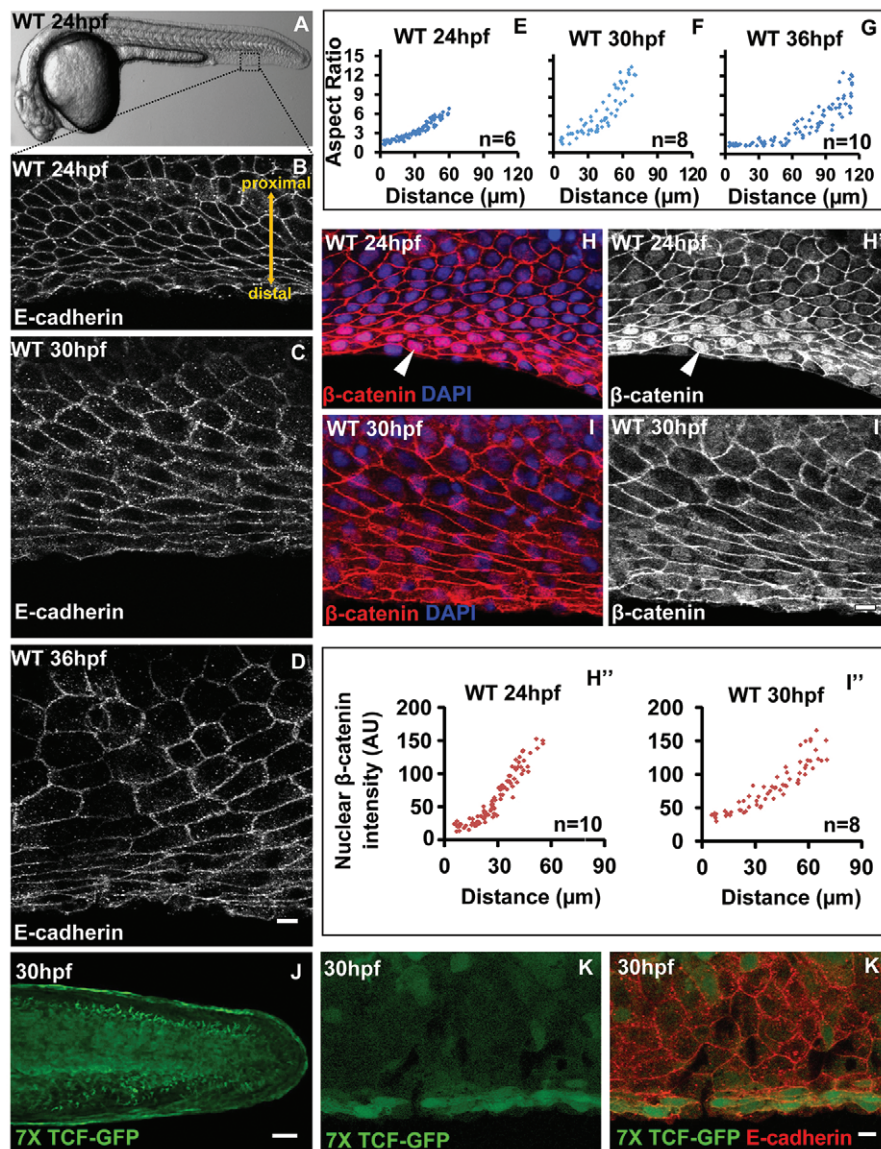 WT 24hpf
A
WT 24hpf
B
proximal
distal
E-cadherin
WT 30hpf
C
E-cadherin
WT 36hpf
D
E-cadherin
WT 24hpf
E
WT 30hpf
F
WT 36hpf
G
Aspect Ratio
15
12
9
6
3
0
n=6
n=8
n=10
0 30 60 90 120
0 30 60 90 120
0 30 60 90 120
Distance (µm)
Distance (µm)
Distance (µm)
WT 24hpf
H
β-catenin DAPI
WT 24hpf
H'
β-catenin
WT 30hpf
I
β-catenin DAPI
WT 30hpf
I'
β-catenin
WT 24hpf
H''
WT 30hpf
I''
Nuclear β-catenin
intensity (AU)
200
150
100
50
0
n=10
0 30 60 90
Distance (µm)
200
150
100
50
0
n=8
0 30 60 90
Distance (µm)
30hpf
J
7X TCF-GFP
30hpf
K
7X TCF-GFP
30hpf
K'
7X TCF-GFP E-cadherin